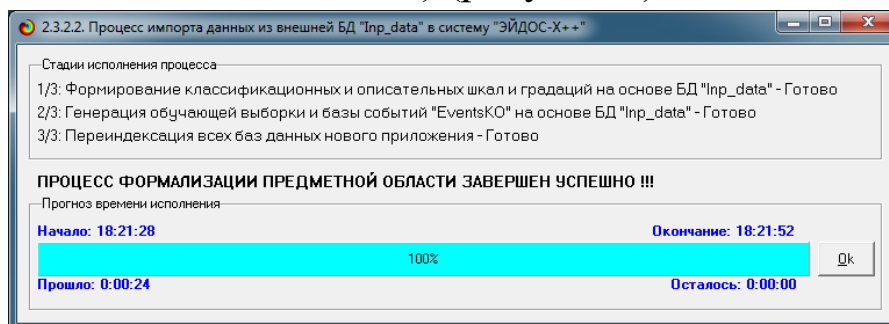 2.3.2.2. Процесс импорта данных из внешней БД "Inp_data" в систему "ЭЙДОС-X++"
Стадии исполнения процесса
1/3: Формирование классификационных и описательных шкал и градаций на основе БД "Inp_data" - Готово
2/3: Генерация обучающей выборки и базы событий "EventsKO" на основе БД "Inp_data" - Готово
3/3: Переиндексация всех баз данных нового приложения - Готово
ПРОЦЕСС ФОРМАЛИЗАЦИИ ПРЕДМЕТНОЙ ОБЛАСТИ ЗАВЕРШЕН УСПЕШНО !!!
Прогноз времени исполнения
Начало: 18:21:28 Окончание: 18:21:52
100% Ok
Прошло: 0:00:24 Осталось: 0:00:00